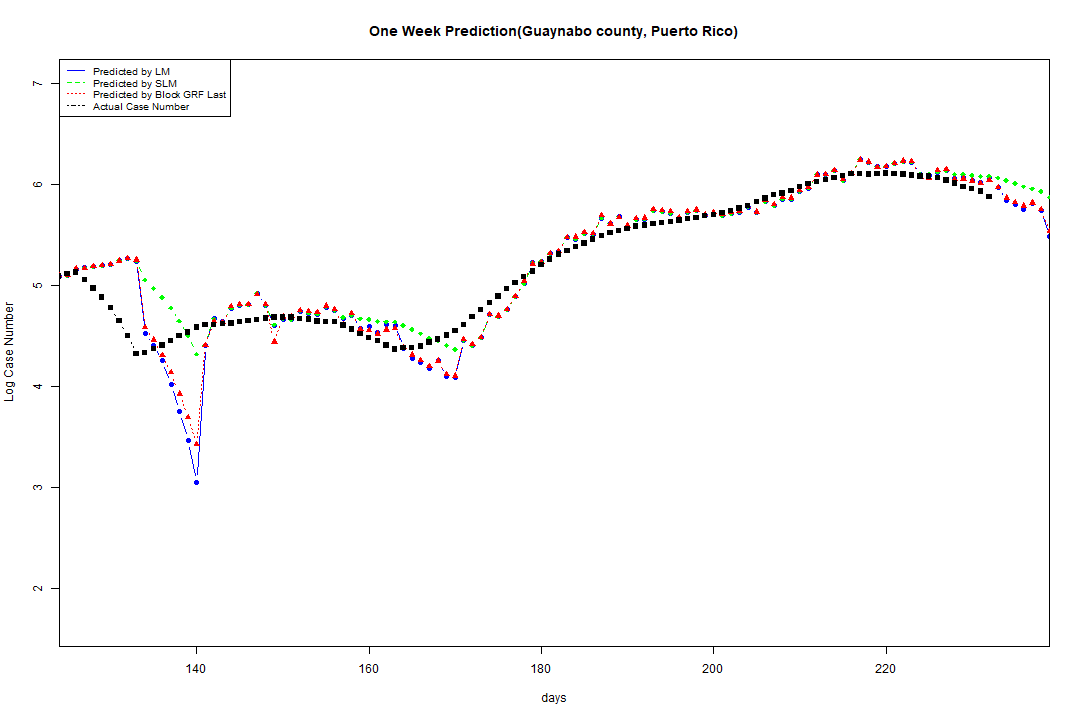 One Week Prediction(Guaynabo county, Puerto Rico)
Predicted by LM
Predicted by SLM
Predicted by Block GRF Last
Actual Case Number
Log Case Number
7
6
5
4
3
2
140 160 180 200 220
days